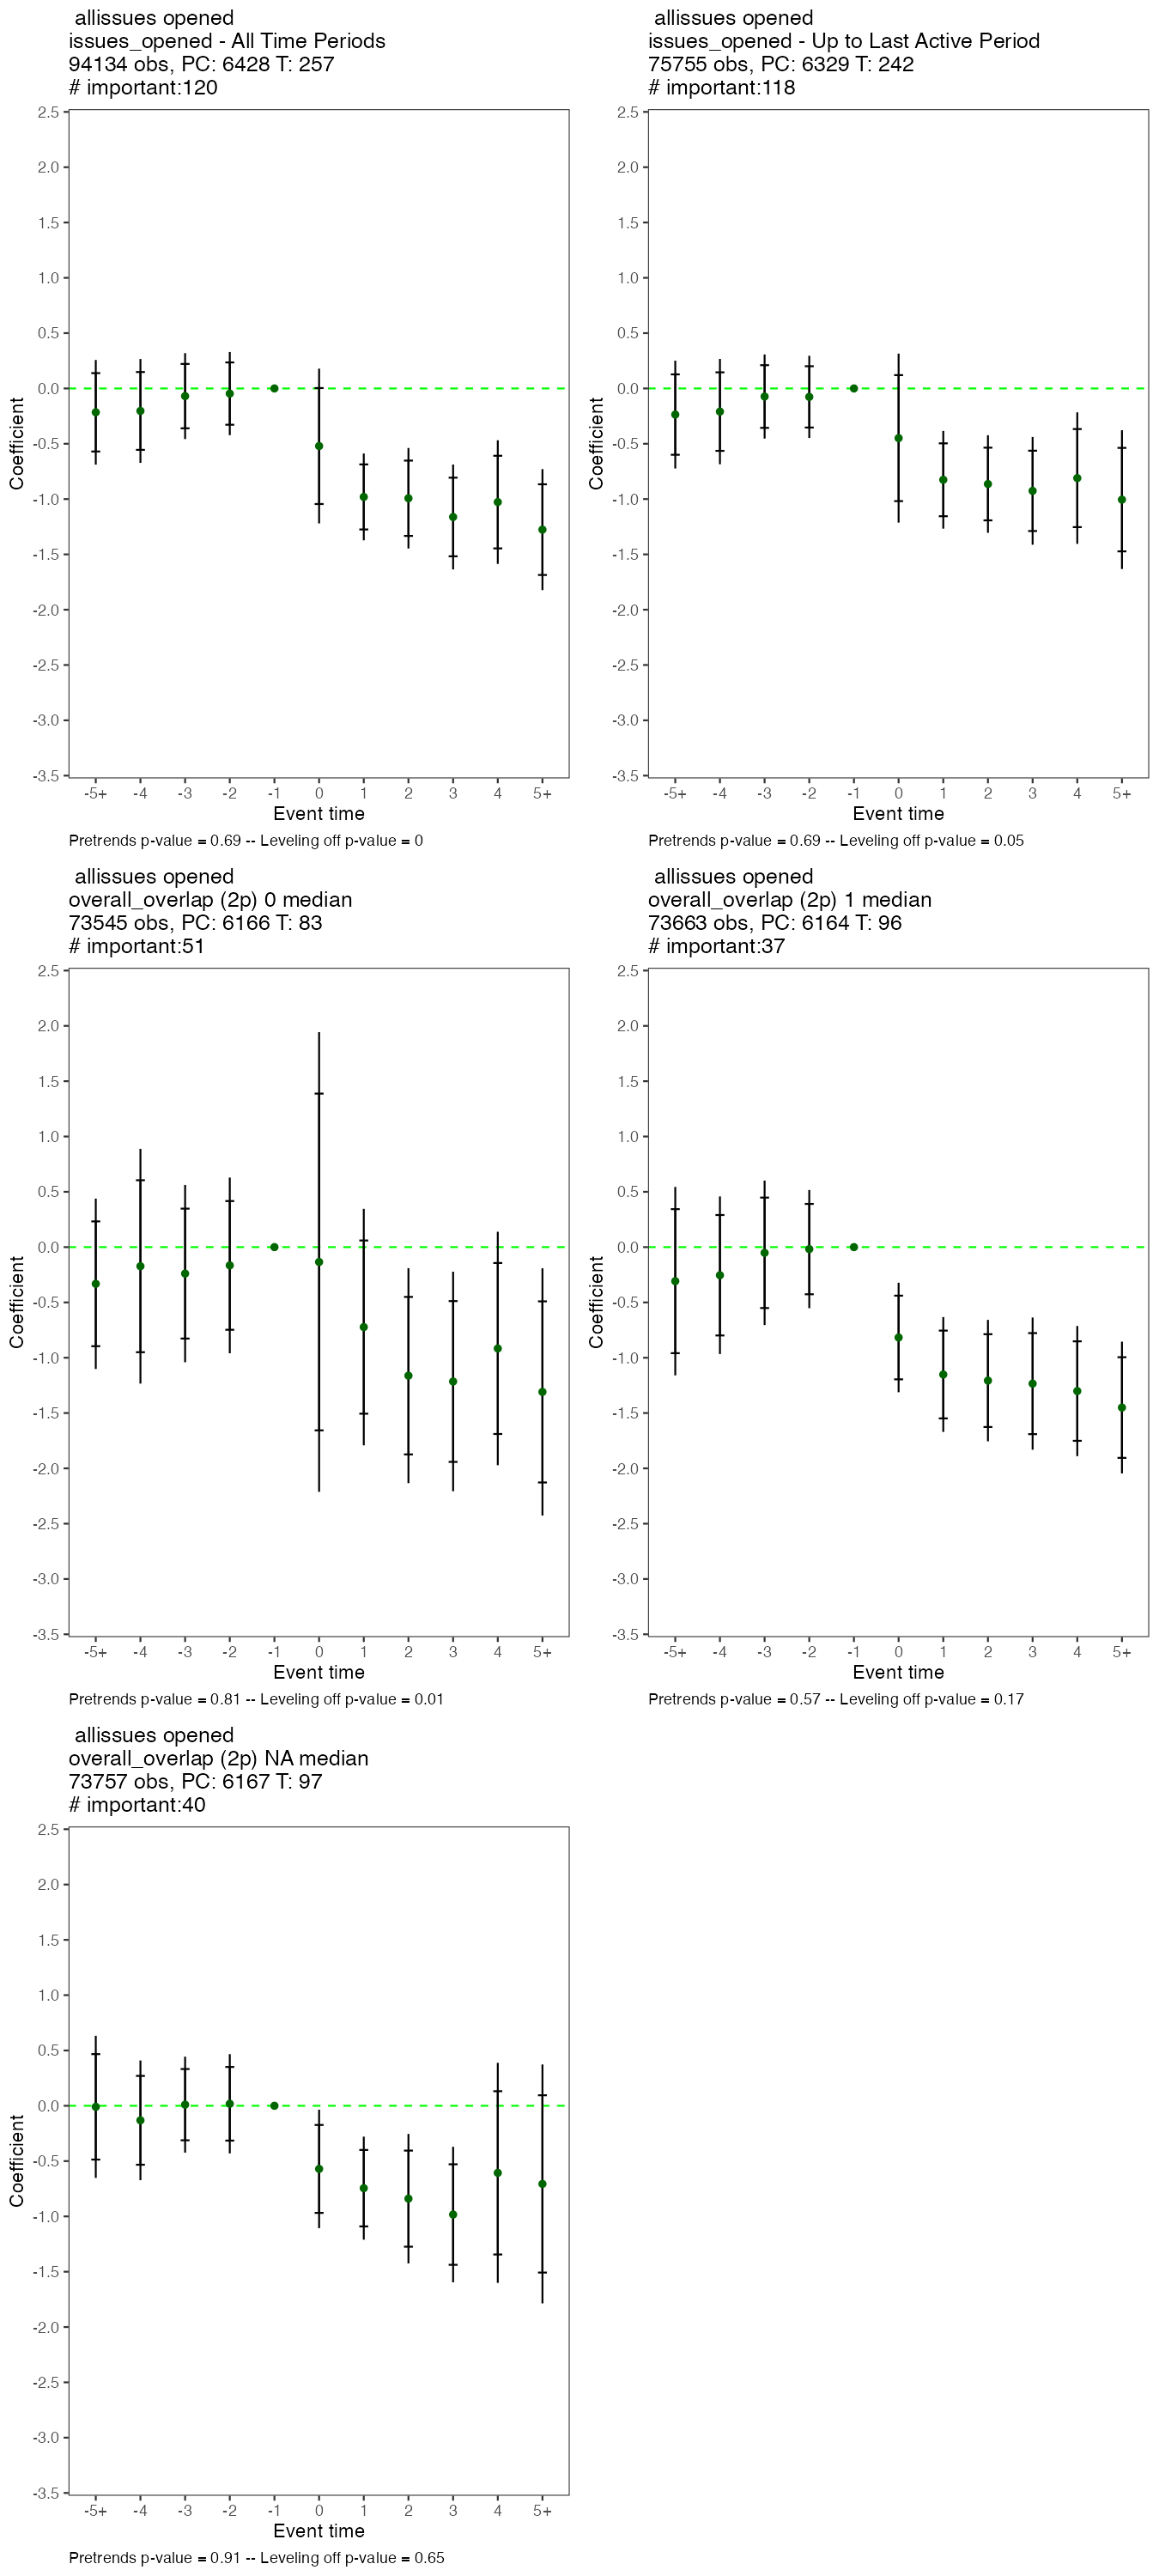 allissues opened
issues_opened - All Time Periods
94134 obs, PC: 6428 T: 257
# important:120
2.5
2.0
1.5
1.0
0.5
0.0
-0.5
-1.0
-1.5
-2.0
-2.5
-3.0
-3.5
Coefficient
-5+ -4 -3 -2 -1 0 1 2 3 4 5+
Event time
Pretrends p-value = 0.69 -- Leveling off p-value = 0
allissues opened
issues_opened - Up to Last Active Period
75755 obs, PC: 6329 T: 242
# important:118
2.5
2.0
1.5
1.0
0.5
0.0
-0.5
-1.0
-1.5
-2.0
-2.5
-3.0
-3.5
Coefficient
-5+ -4 -3 -2 -1 0 1 2 3 4 5+
Event time
Pretrends p-value = 0.69 -- Leveling off p-value = 0.05
allissues opened
overall_overlap (2p) 0 median
73545 obs, PC: 6166 T: 83
# important:51
2.5
2.0
1.5
1.0
0.5
0.0
-0.5
-1.0
-1.5
-2.0
-2.5
-3.0
-3.5
Coefficient
-5+ -4 -3 -2 -1 0 1 2 3 4 5+
Event time
Pretrends p-value = 0.81 -- Leveling off p-value = 0.01
allissues opened
overall_overlap (2p) 1 median
73663 obs, PC: 6164 T: 96
# important:37
2.5
2.0
1.5
1.0
0.5
0.0
-0.5
-1.0
-1.5
-2.0
-2.5
-3.0
-3.5
Coefficient
-5+ -4 -3 -2 -1 0 1 2 3 4 5+
Event time
Pretrends p-value = 0.57 -- Leveling off p-value = 0.17
allissues opened
overall_overlap (2p) NA median
73757 obs, PC: 6167 T: 97
# important:40
2.5
2.0
1.5
1.0
0.5
0.0
-0.5
-1.0
-1.5
-2.0
-2.5
-3.0
-3.5
Coefficient
-5+ -4 -3 -2 -1 0 1 2 3 4 5+
Event time
Pretrends p-value = 0.91 -- Leveling off p-value = 0.65